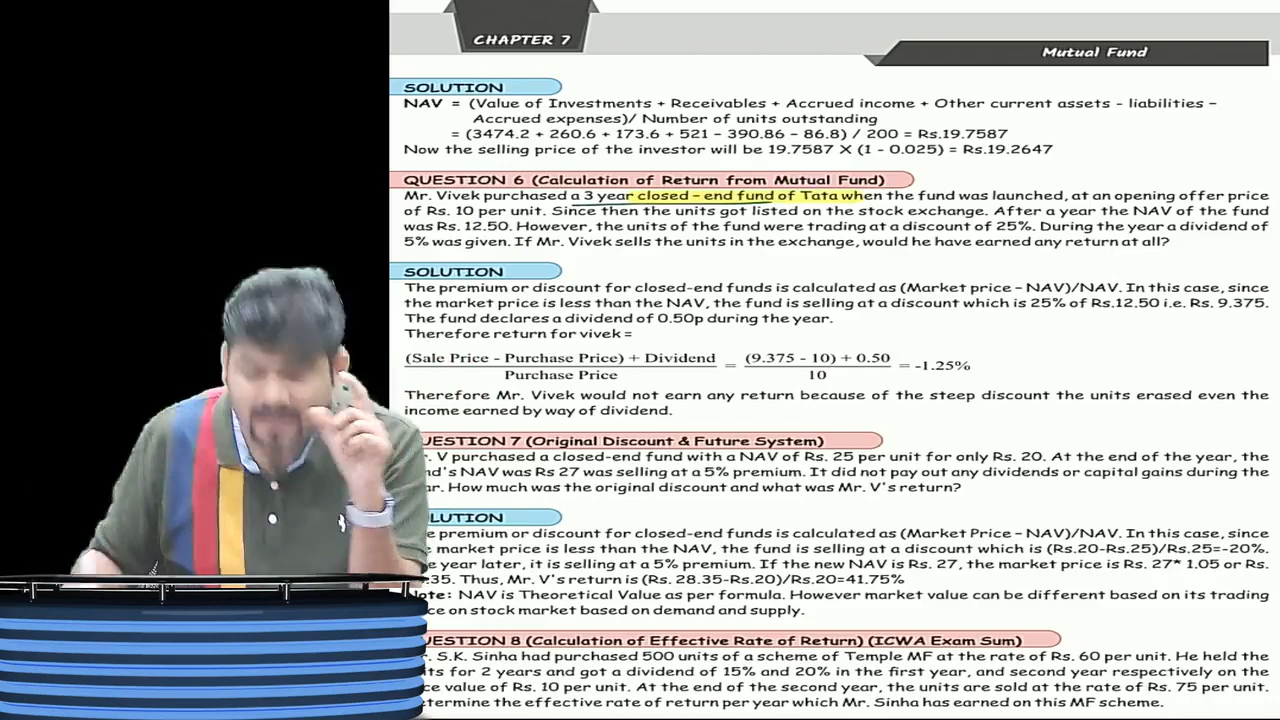 CHAPTER 7
Mutual Fund
SOLUTION
NAV = (Value of Investments + Receivables + Accrued income + Other current assets - liabilities –
Accrued expenses)/ Number of units outstanding
= (3474.2 + 260.6 + 173.6 + 521 – 390.86 – 86.8) / 200 = Rs.19.7587
Now the selling price of the investor will be 19.7587 X (1 - 0.025) = Rs.19.2647
QUESTION 6 (Calculation of Return from Mutual Fund)
Mr. Vivek purchased a 3 year closed – end fund of Tata when the fund was launched, at an opening offer price
of Rs. 10 per unit. Since then the units got listed on the stock exchange. After a year the NAV of the fund
was Rs. 12.50. However, the units of the fund were trading at a discount of 25%. During the year a dividend of
5% was given. If Mr. Vivek sells the units in the exchange, would he have earned any return at all?
SOLUTION
The premium or discount for closed-end funds is calculated as (Market price – NAV)/NAV. In this case, since
the market price is less than the NAV, the fund is selling at a discount which is 25% of Rs.12.50 i.e. Rs. 9.375.
The fund declares a dividend of 0.50p during the year.
Therefore return for vivek =
(Sale Price - Purchase Price) + Dividend / Purchase Price = (9.375 - 10) + 0.50 / 10 = -1.25%
Therefore Mr. Vivek would not earn any return because of the steep discount the units erased even the
income earned by way of dividend.
UESTION 7 (Original Discount & Future System)
. V purchased a closed-end fund with a NAV of Rs. 25 per unit for only Rs. 20. At the end of the year, the
nd's NAV was Rs 27 was selling at a 5% premium. It did not pay out any dividends or capital gains during the
ar. How much was the original discount and what was Mr. V's return?
LUTION
e premium or discount for closed-end funds is calculated as (Market Price – NAV)/NAV. In this case, since
market price is less than the NAV, the fund is selling at a discount which is (Rs.20-Rs.25)/Rs.25=-20%.
e year later, it is selling at a 5% premium. If the new NAV is Rs. 27, the market price is Rs. 27* 1.05 or Rs.
.35. Thus, Mr. V's return is (Rs. 28.35-Rs.20)/Rs.20=41.75%
ote: NAV is Theoretical Value as per formula. However market value can be different based on its trading
ce on stock market based on demand and supply.
UESTION 8 (Calculation of Effective Rate of Return) (ICWA Exam Sum)
. S.K. Sinha had purchased 500 units of a scheme of Temple MF at the rate of Rs. 60 per unit. He held the
ts for 2 years and got a dividend of 15% and 20% in the first year, and second year respectively on the
ce value of Rs. 10 per unit. At the end of the second year, the units are sold at the rate of Rs. 75 per unit.
termine the effective rate of return per year which Mr. Sinha has earned on this MF scheme.